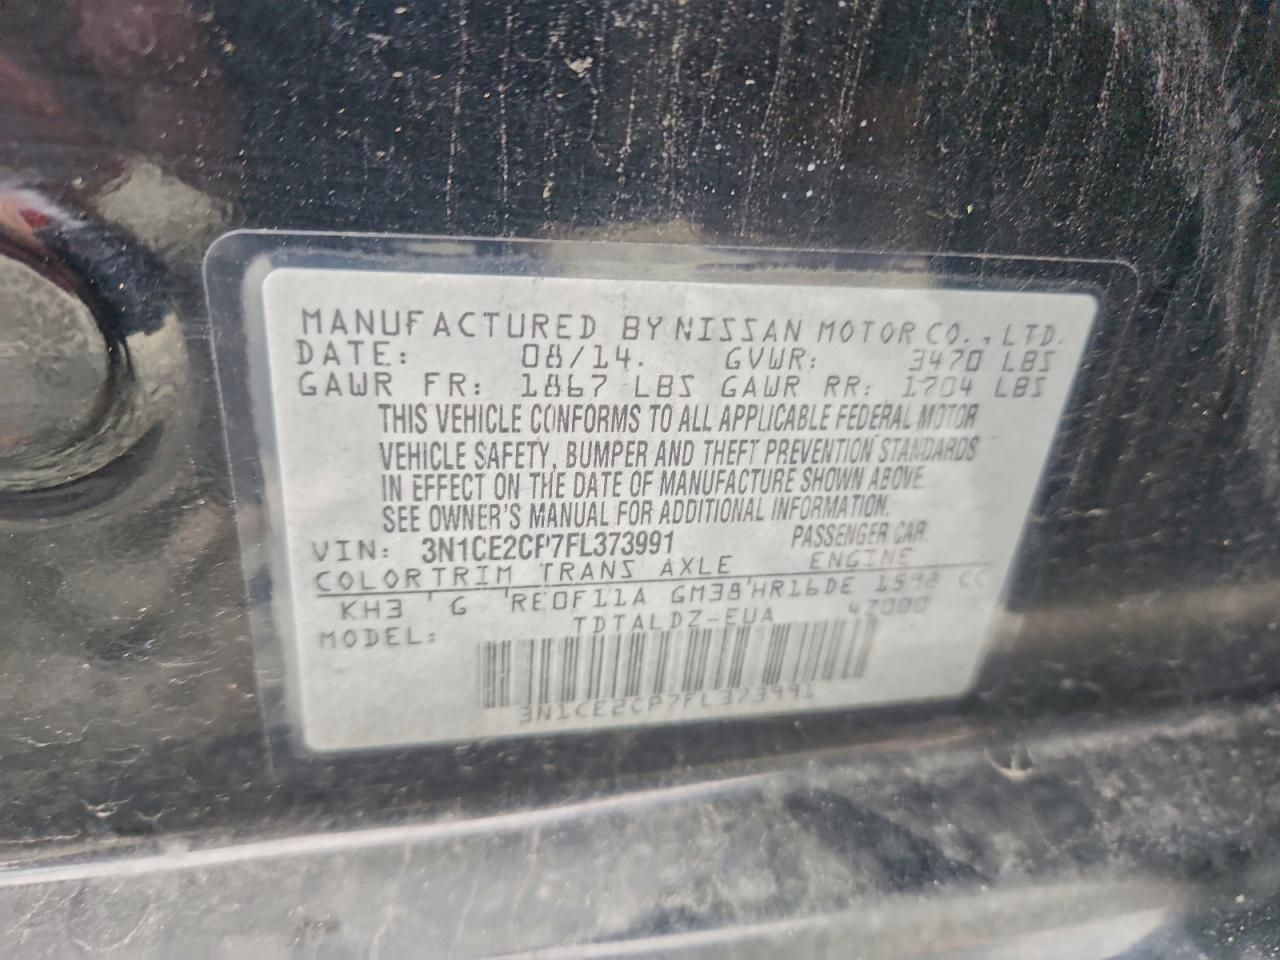 MANUFACTURED BY NISSAN MOTOR CO., LTD.
DATE: 08/14. GVWR: 3470 LBS
GAWR FR: 1867 LBS GAWR RR: 1704 LBS
THIS VEHICLE CONFORMS TO ALL APPLICABLE FEDERAL MOTOR
VEHICLE SAFETY, BUMPER AND THEFT PREVENTION STANDARDS
IN EFFECT ON THE DATE OF MANUFACTURE SHOWN ABOVE.
SEE OWNER'S MANUAL FOR ADDITIONAL INFORMATION.
VIN: 3N1CE2CP7FL373991 PASSENGER CAR
COLOR TRIM TRANS AXLE ENGINE
KH3 G RE0F11A GM38 HR16DE 1598 CC
MODEL: TDTALDZ-EUA 47000
3N1CE2CP7FL373991